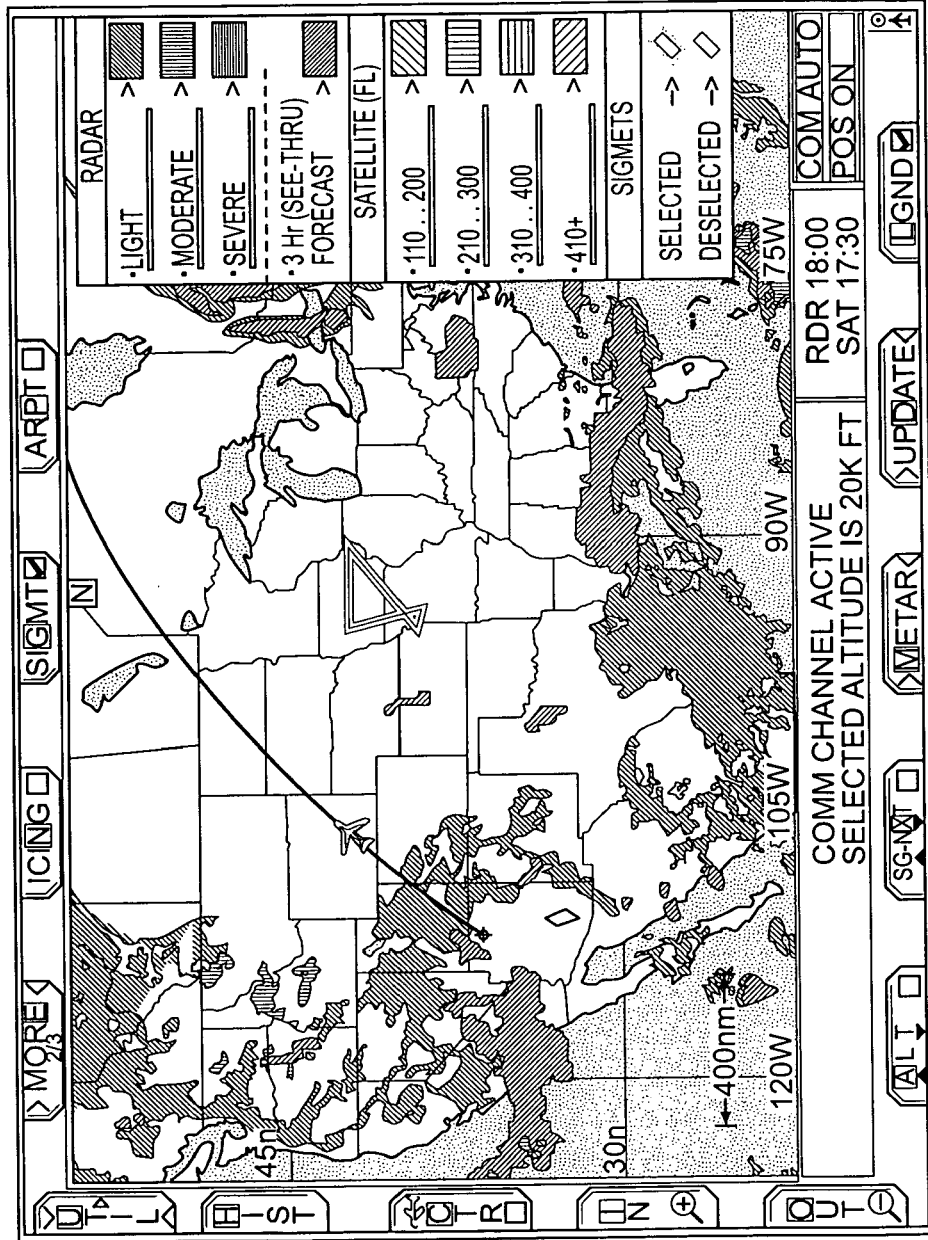 >MORE<
2/3
ICING
SIGMT
ARPT
UTIL
HIST
CTR
IN
OUT
N
45n
30n
←400nm→
120W
105W
90W
75W
RADAR
·LIGHT >
·MODERATE >
·SEVERE >
·3 Hr (SEE-THRU) >
FORECAST
SATELLITE (FL)
·110...200 >
·210...300 >
·310...400 >
·410+ >
SIGMETS
SELECTED →
DESELECTED →
COMM CHANNEL ACTIVE
SELECTED ALTITUDE IS 20K FT
RDR 18:00
SAT 17:30
COM AUTO
POS ON
ALT
SG-NXT
>METAR<
>UPDATE<
LGND